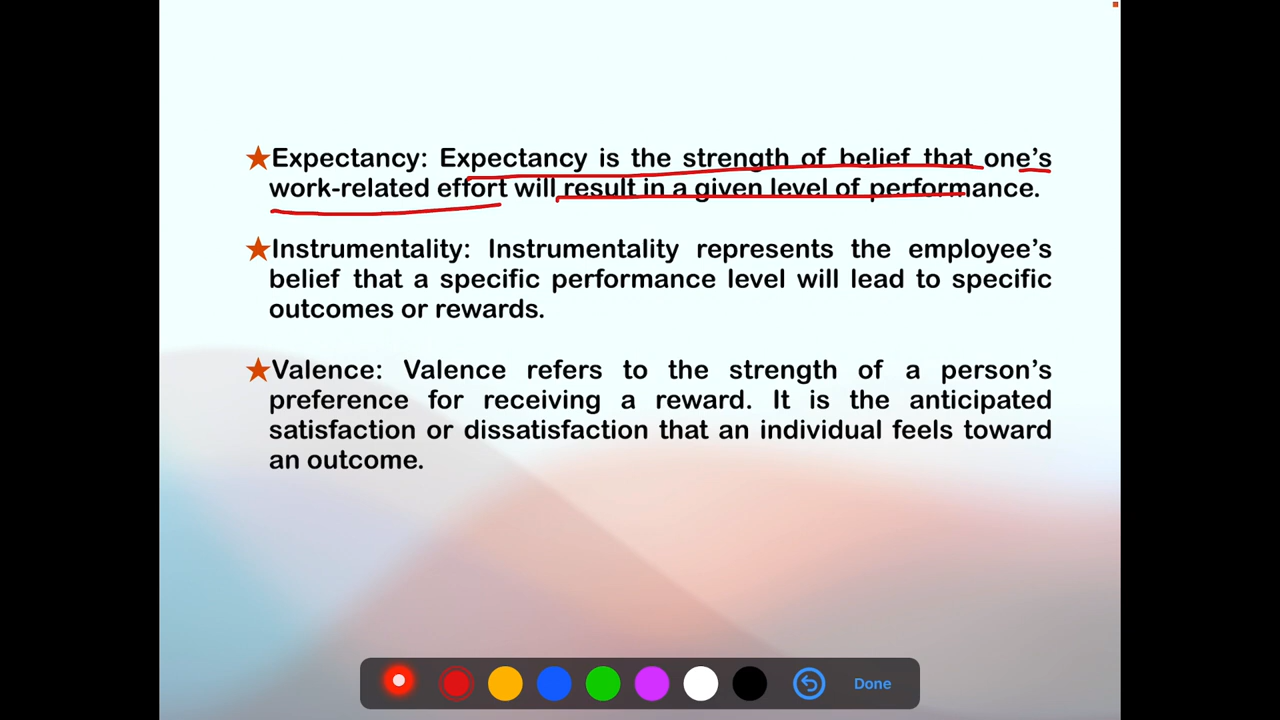 ★Expectancy: Expectancy is the strength of belief that one's
work-related effort will result in a given level of performance.
★Instrumentality: Instrumentality represents the employee's
belief that a specific performance level will lead to specific
outcomes or rewards.
★Valence: Valence refers to the strength of a person's
preference for receiving a reward. It is the anticipated
satisfaction or dissatisfaction that an individual feels toward
an outcome.
Done